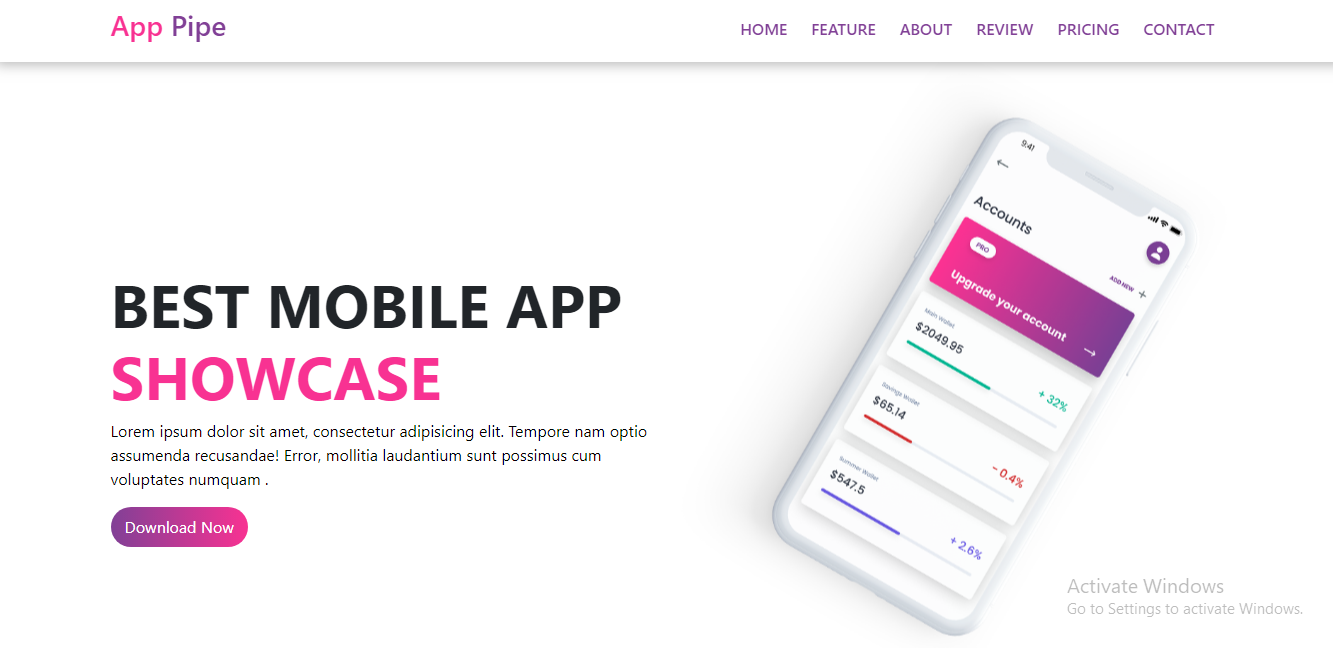 App Pipe
HOME FEATURE ABOUT REVIEW PRICING CONTACT
BEST MOBILE APP
SHOWCASE
Lorem ipsum dolor sit amet, consectetur adipisicing elit. Tempore nam optio
assumenda recusandae! Error, mollitia laudantium sunt possimus cum
voluptates numquam .
Download Now
9:41
Accounts
ADD NEW +
PRO
Upgrade your account
Main Wallet
$2049.95
+ 32%
Savings Wallet
$65.14
- 0.4%
Summer Wallet
$547.5
+ 2.6%
Activate Windows
Go to Settings to activate Windows.